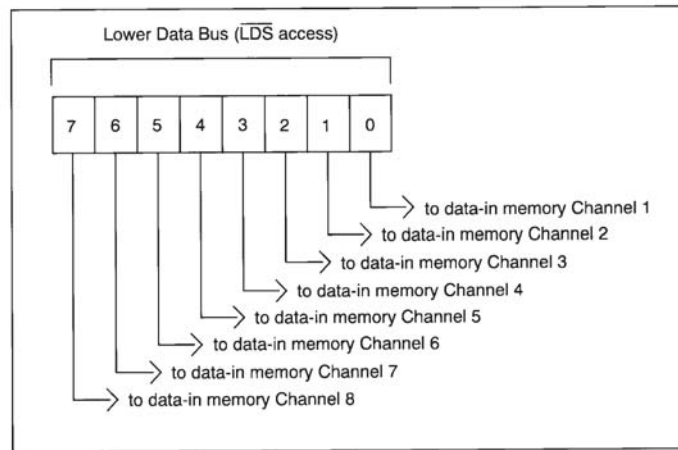 Lower Data Bus (L̅D̅S̅ access)
7 6 5 4 3 2 1 0
to data-in memory Channel 1
to data-in memory Channel 2
to data-in memory Channel 3
to data-in memory Channel 4
to data-in memory Channel 5
to data-in memory Channel 6
to data-in memory Channel 7
to data-in memory Channel 8